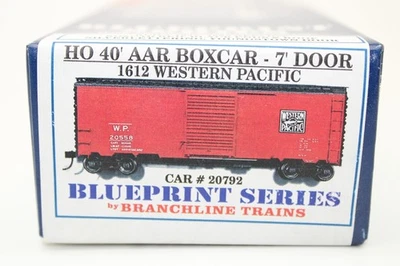 HO 40' AAR BOXCAR - 7' DOOR
1612 WESTERN PACIFIC
W.P.
20558
WESTERN
PACIFIC
CAR # 20792
BLUEPRINT SERIES
by BRANCHLINE TRAINS